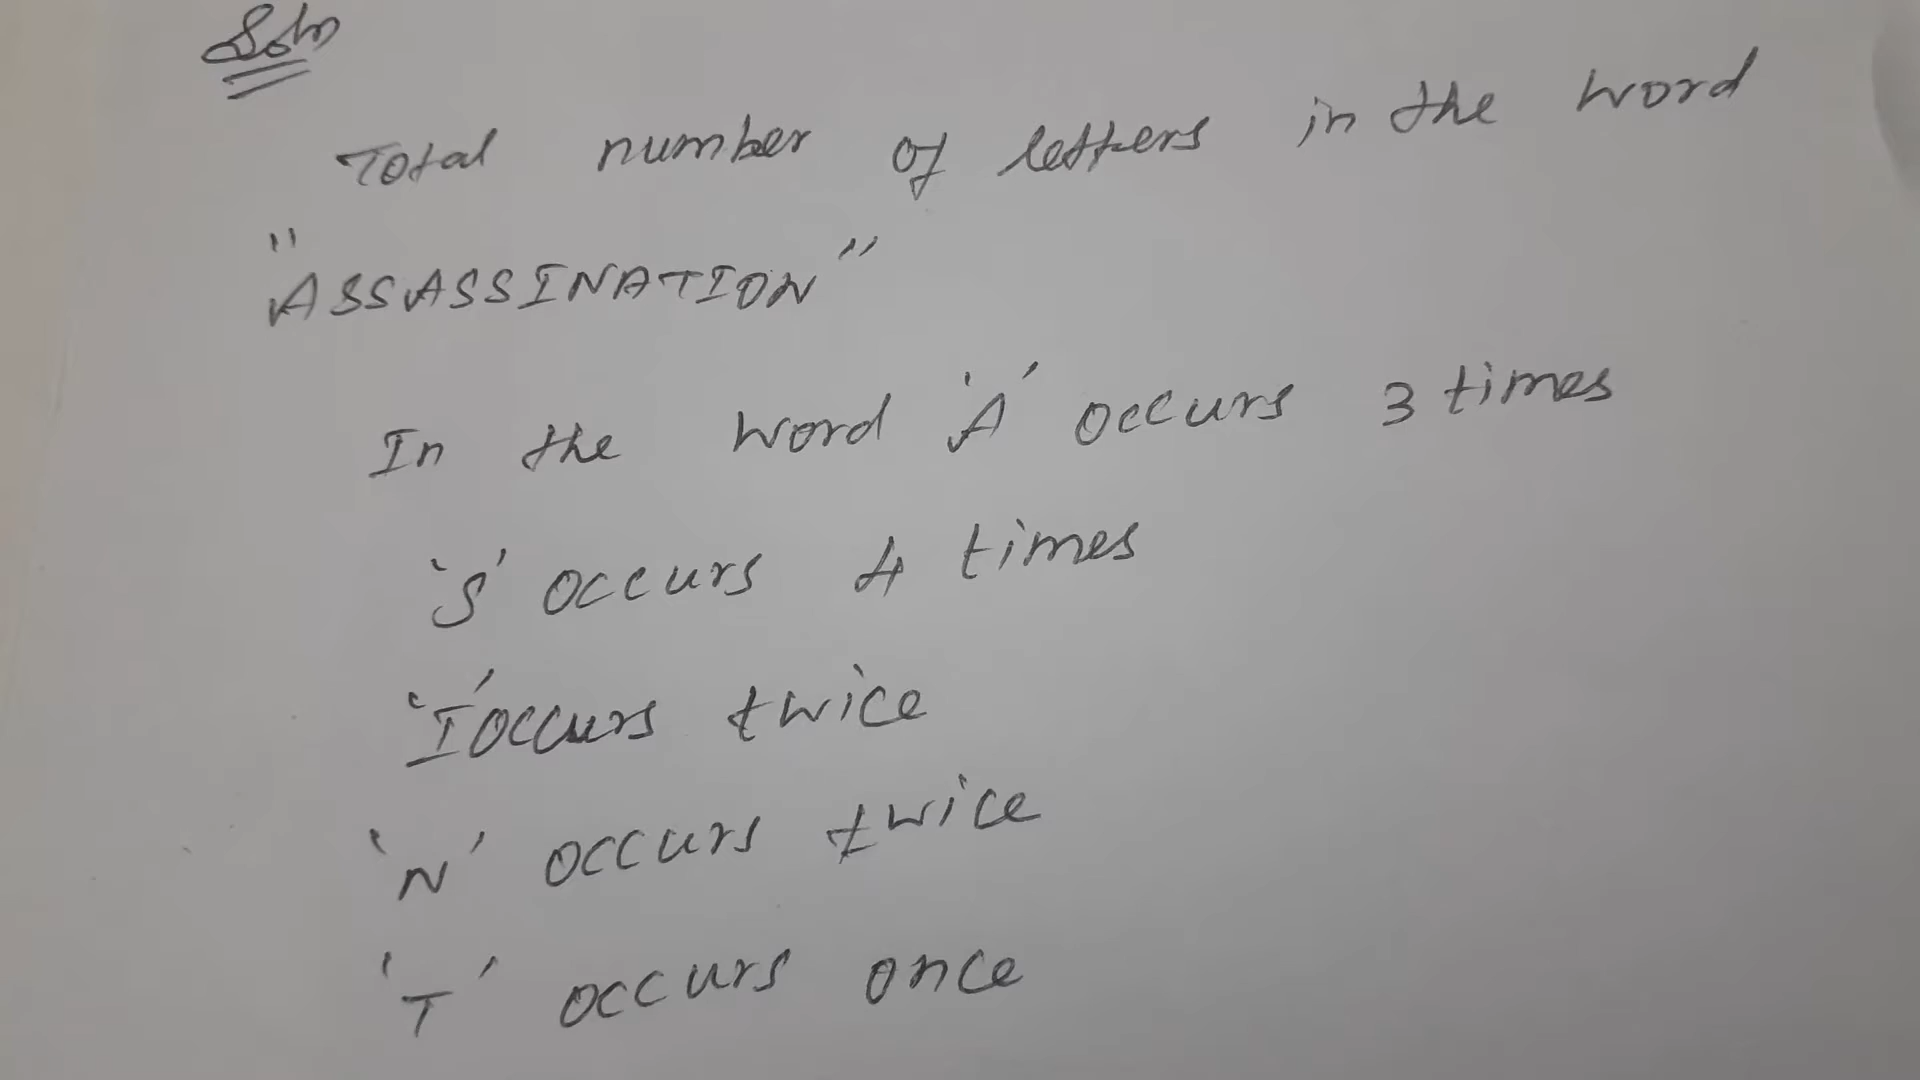 Soln
Total number of letters in the word
"ASSASSINATION"
In the word 'A' occurs 3 times
'S' occurs 4 times
'I' occurs twice
'N' occurs twice
'T' occurs once